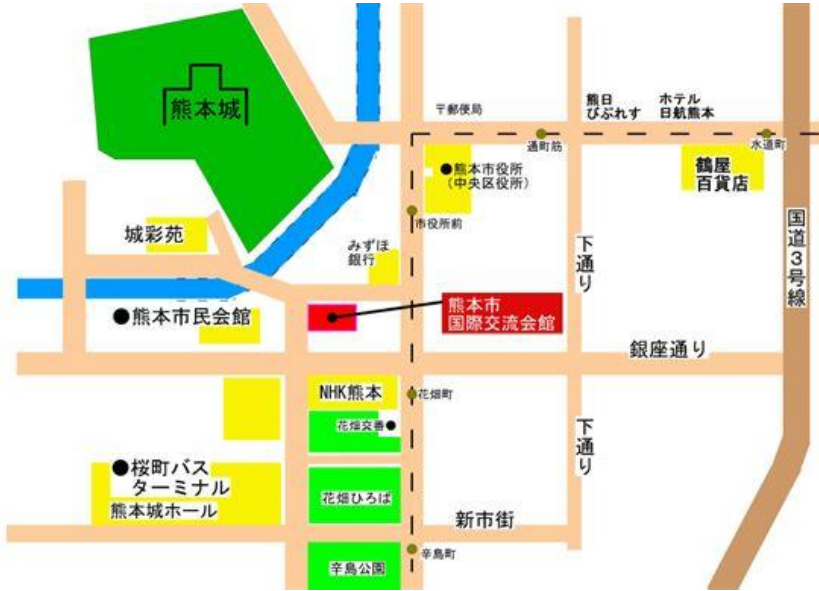 熊本城
〒郵便局
熊日
びぷれす
ホテル
日航熊本
通町筋
水道町
●熊本市役所
(中央区役所)
鶴屋
百貨店
市役所前
城彩苑
みずほ
銀行
下通り
国道3号線
●熊本市民会館
熊本市
国際交流会館
銀座通り
NHK熊本
花畑町
花畑交番●
下通り
●桜町バス
ターミナル
熊本城ホール
花畑ひろば
新市街
辛島町
辛島公園